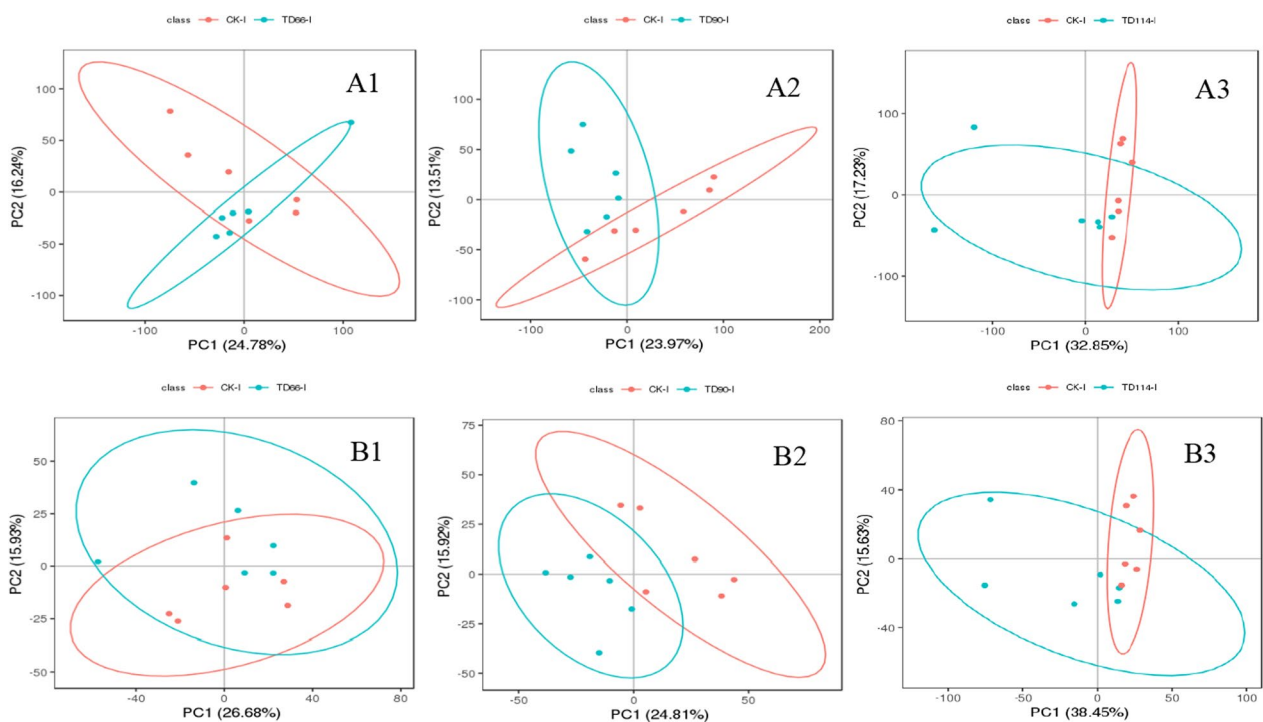 class CK-I TD66-I
A1
PC2 (16.24%)
100
50
0
-50
-100
-100 0 100
PC1 (24.78%)
class CK-I TD90-I
A2
PC2 (13.51%)
100
50
0
-50
-100
-100 0 100 200
PC1 (23.97%)
class CK-I TD114-I
A3
PC2 (17.23%)
100
0
-100
-100 0 100
PC1 (32.85%)
class CK-I TD66-I
B1
PC2 (15.93%)
50
25
0
-25
-50
-40 0 40 80
PC1 (26.68%)
class CK-I TD90-I
B2
PC2 (15.92%)
75
50
25
0
-25
-50
-50 0 50
PC1 (24.81%)
class CK-I TD114-I
B3
PC2 (15.63%)
80
40
0
-40
-100 -50 0 50 100
PC1 (38.45%)